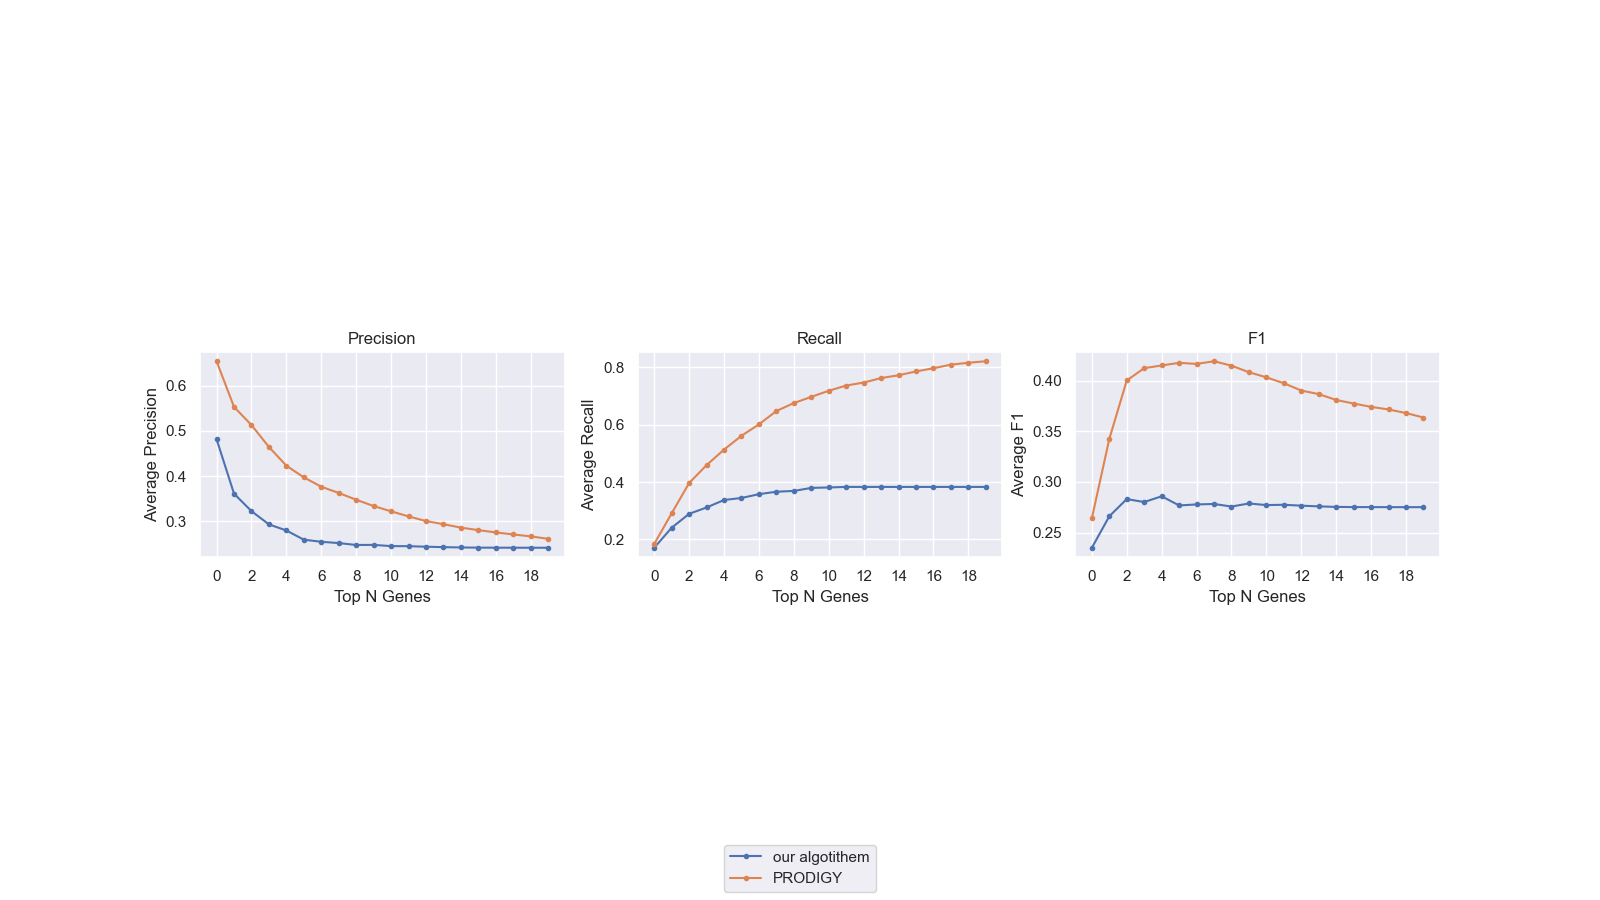 Precision
Average Precision
0.6
0.5
0.4
0.3
0 2 4 6 8 10 12 14 16 18
Top N Genes
Recall
Average Recall
0.8
0.6
0.4
0.2
0 2 4 6 8 10 12 14 16 18
Top N Genes
F1
Average F1
0.40
0.35
0.30
0.25
0 2 4 6 8 10 12 14 16 18
Top N Genes
our algotithem
PRODIGY